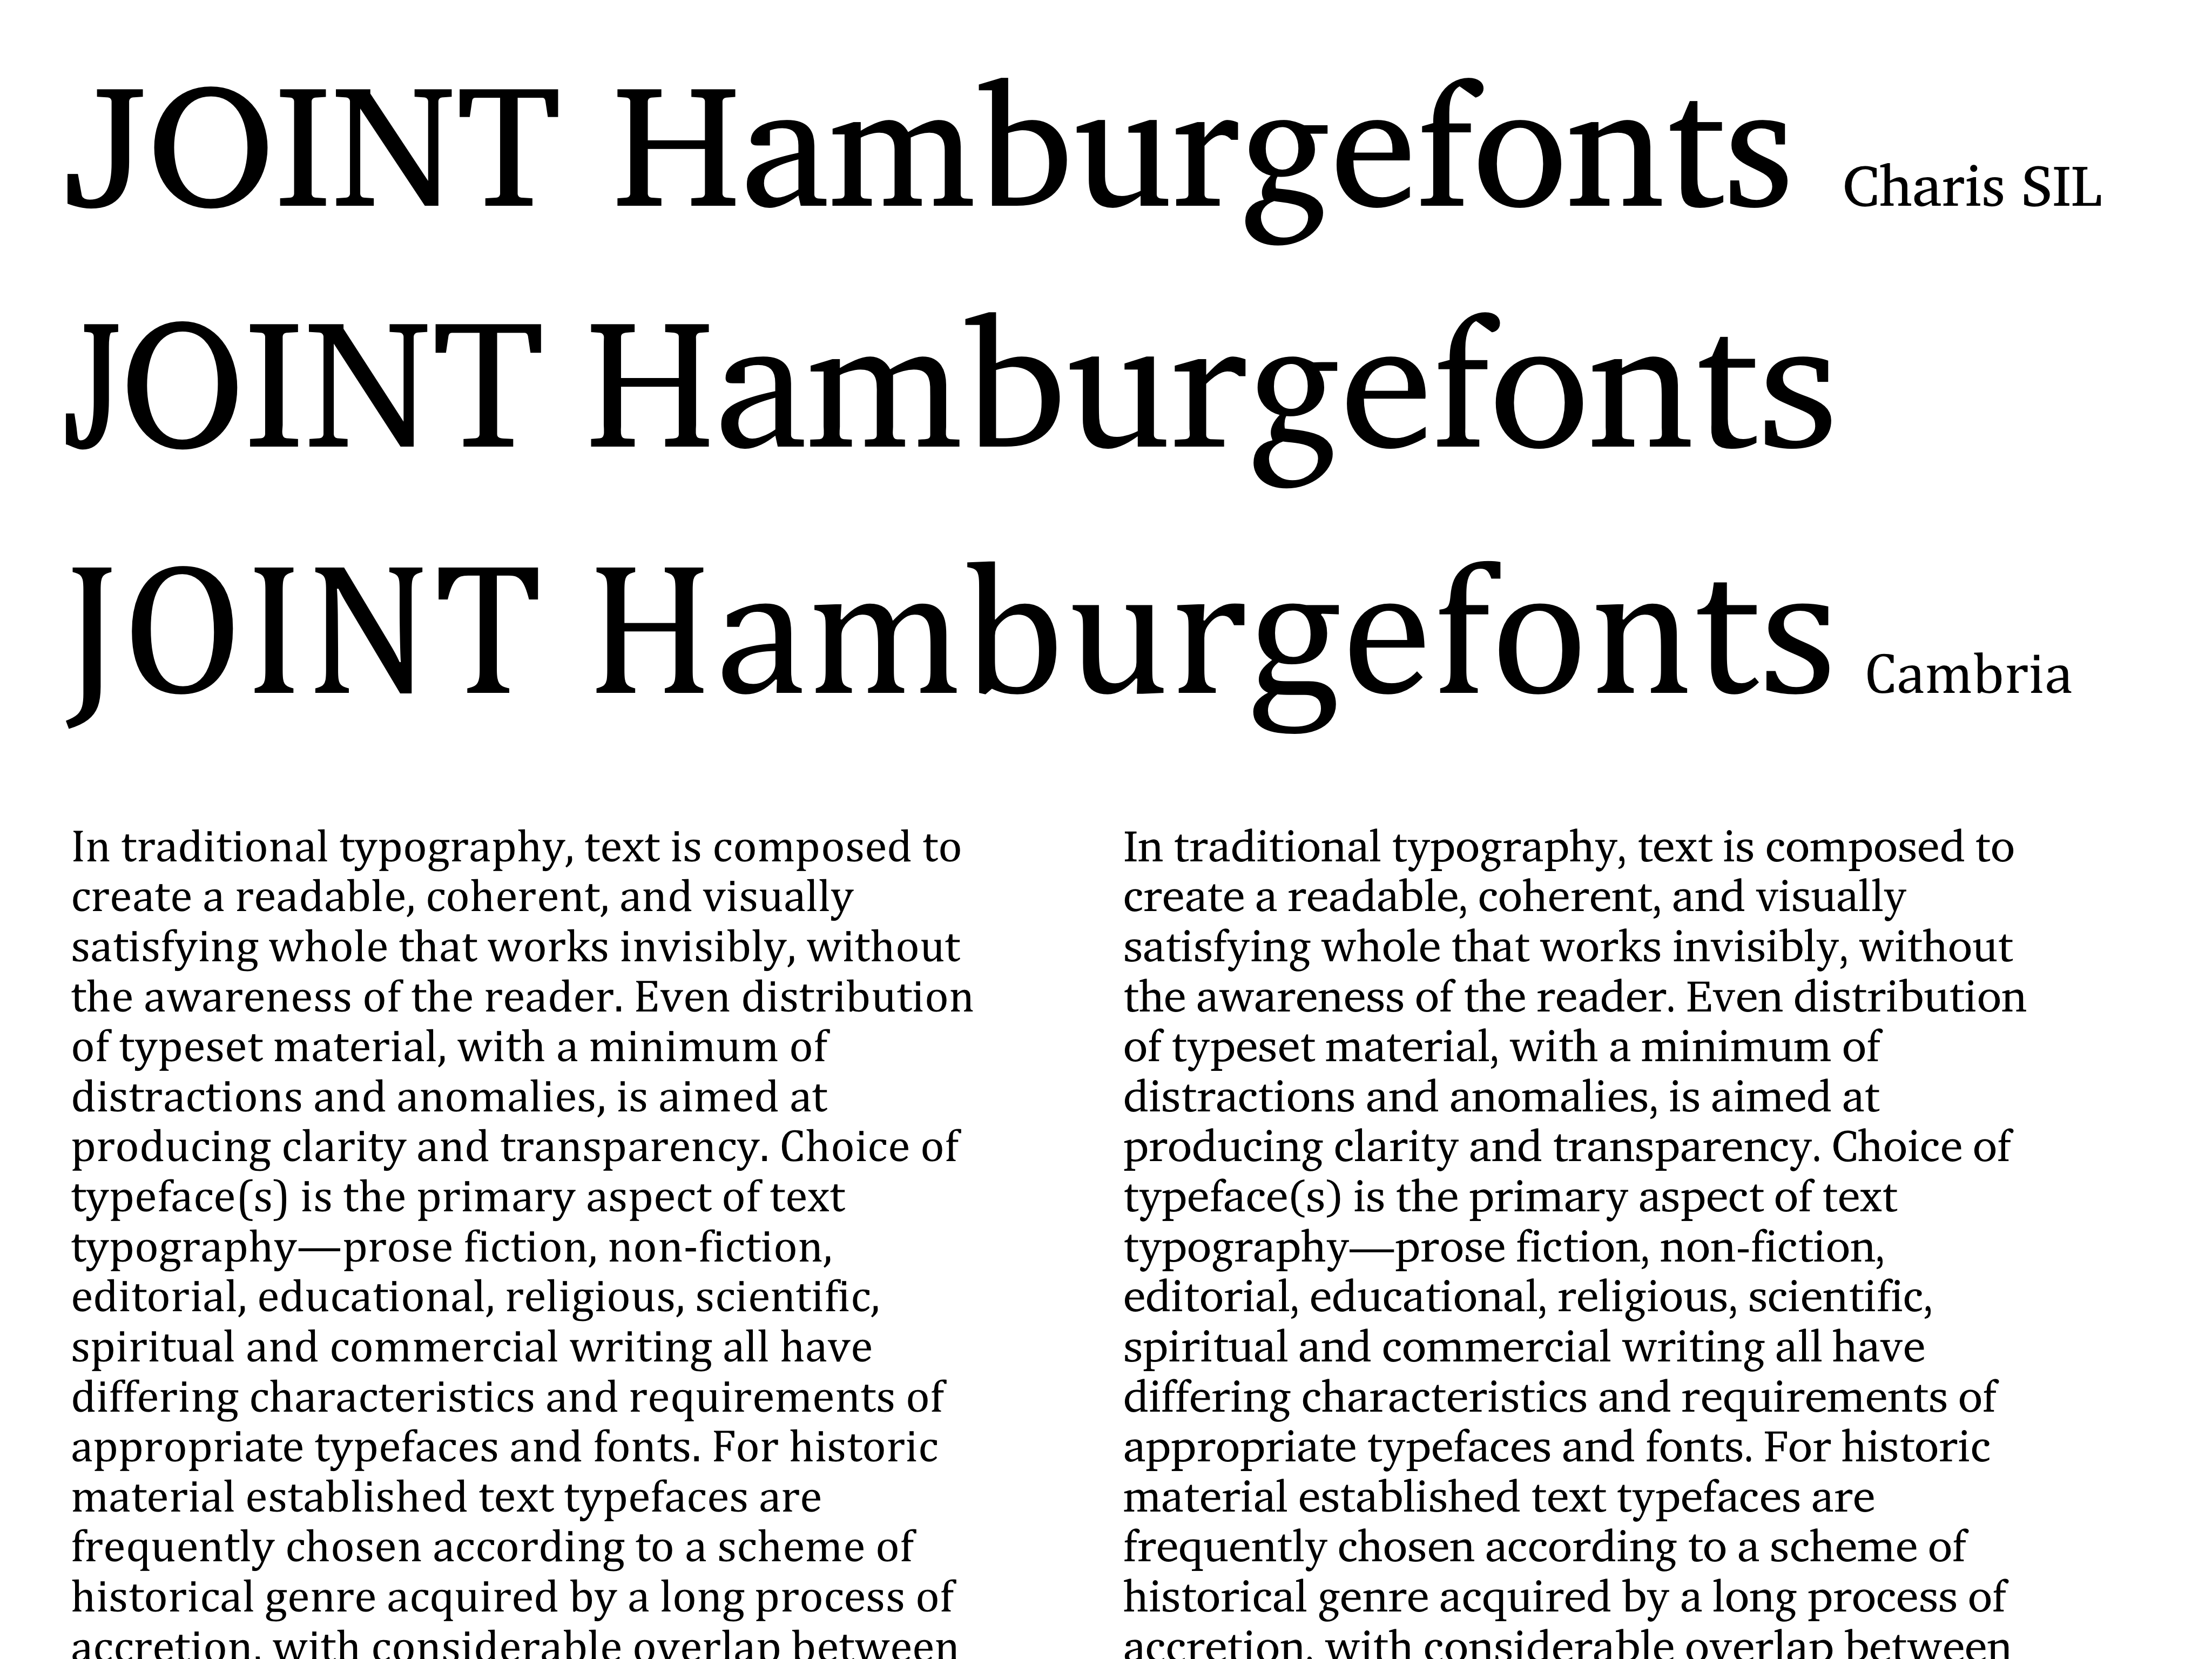 JOINT Hamburgefonts Charis SIL
JOINT Hamburgefonts
JOINT Hamburgefonts Cambria
In traditional typography, text is composed to
create a readable, coherent, and visually
satisfying whole that works invisibly, without
the awareness of the reader. Even distribution
of typeset material, with a minimum of
distractions and anomalies, is aimed at
producing clarity and transparency. Choice of
typeface(s) is the primary aspect of text
typography—prose fiction, non-fiction,
editorial, educational, religious, scientific,
spiritual and commercial writing all have
differing characteristics and requirements of
appropriate typefaces and fonts. For historic
material established text typefaces are
frequently chosen according to a scheme of
historical genre acquired by a long process of
accretion, with considerable overlap between
In traditional typography, text is composed to
create a readable, coherent, and visually
satisfying whole that works invisibly, without
the awareness of the reader. Even distribution
of typeset material, with a minimum of
distractions and anomalies, is aimed at
producing clarity and transparency. Choice of
typeface(s) is the primary aspect of text
typography—prose fiction, non-fiction,
editorial, educational, religious, scientific,
spiritual and commercial writing all have
differing characteristics and requirements of
appropriate typefaces and fonts. For historic
material established text typefaces are
frequently chosen according to a scheme of
historical genre acquired by a long process of
accretion, with considerable overlap between